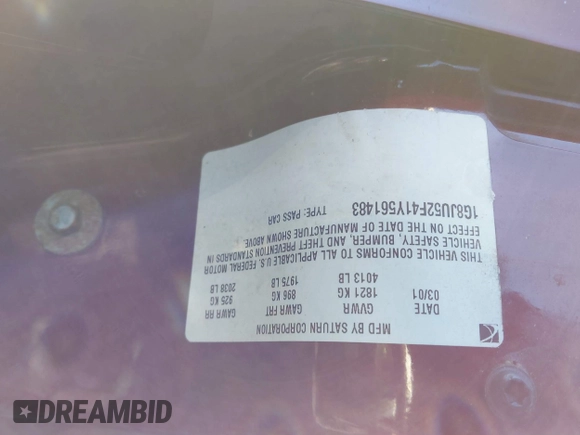 MFD BY SATURN CORPORATION
DATE GVWR GAWR FRT GAWR RR
03/01 1821 KG 896 KG 925 KG
4013 LB 1975 LB 2038 LB
THIS VEHICLE CONFORMS TO ALL APPLICABLE U.S. FEDERAL MOTOR
VEHICLE SAFETY, BUMPER, AND THEFT PREVENTION STANDARDS IN
EFFECT ON THE DATE OF MANUFACTURE SHOWN ABOVE.
1G8JU52F41Y561483 TYPE: PASS CAR
DREAMBID